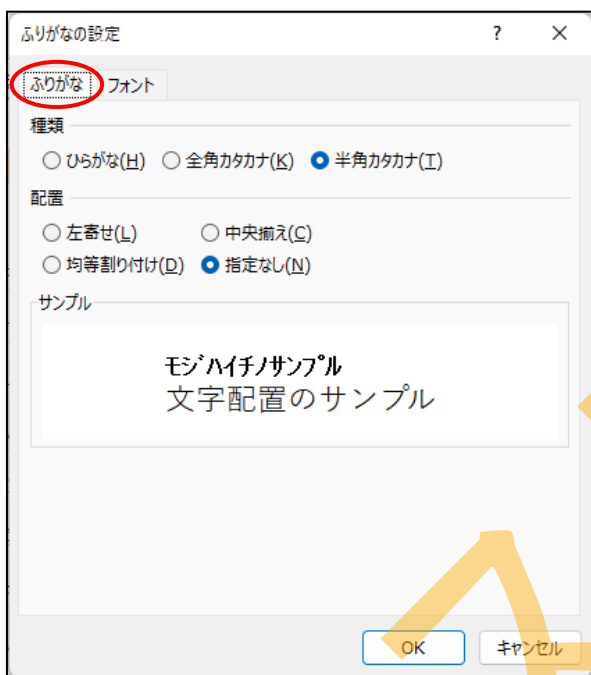 ふりがなの設定 ? ×
ふりがな フォント
種類
ひらがな(H) 全角カタカナ(K) 半角カタカナ(T)
配置
左寄せ(L) 中央揃え(C)
均等割り付け(D) 指定なし(N)
サンプル
モジハイチノサンプル
文字配置のサンプル
OK キャンセル